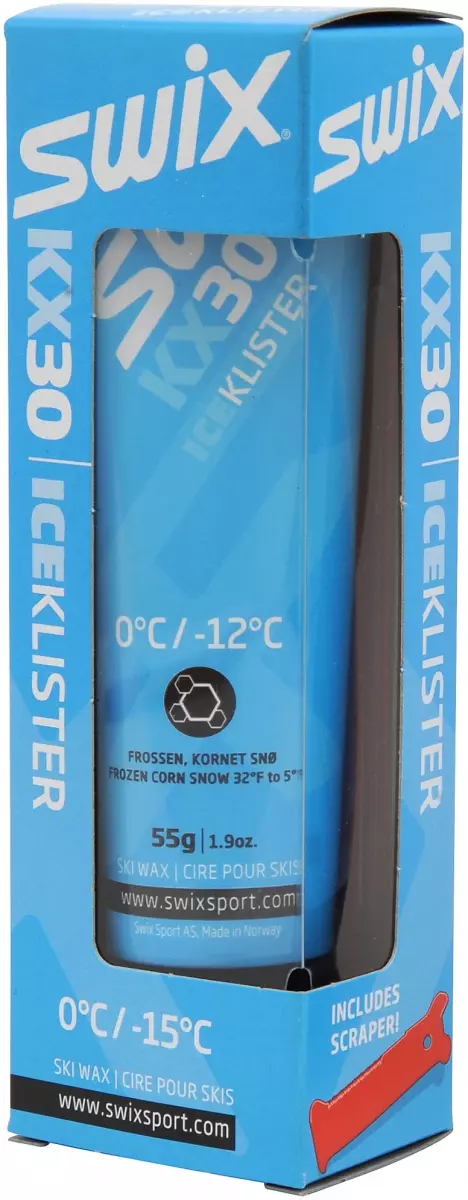 SWIX
KX30 | ICEKLISTER
KX30
ICEKLISTER
0°C / -12°C
FROSSEN, KORNET SNØ
FROZEN CORN SNOW 32°F to 5°F
55g | 1.9oz.
SKI WAX | CIRE POUR SKIS
www.swixsport.com
Swix Sport AS, Made in Norway
0°C / -15°C
SKI WAX | CIRE POUR SKIS
www.swixsport.com
SWIX
KX30 | ICEKLISTER
INCLUDES
SCRAPER!